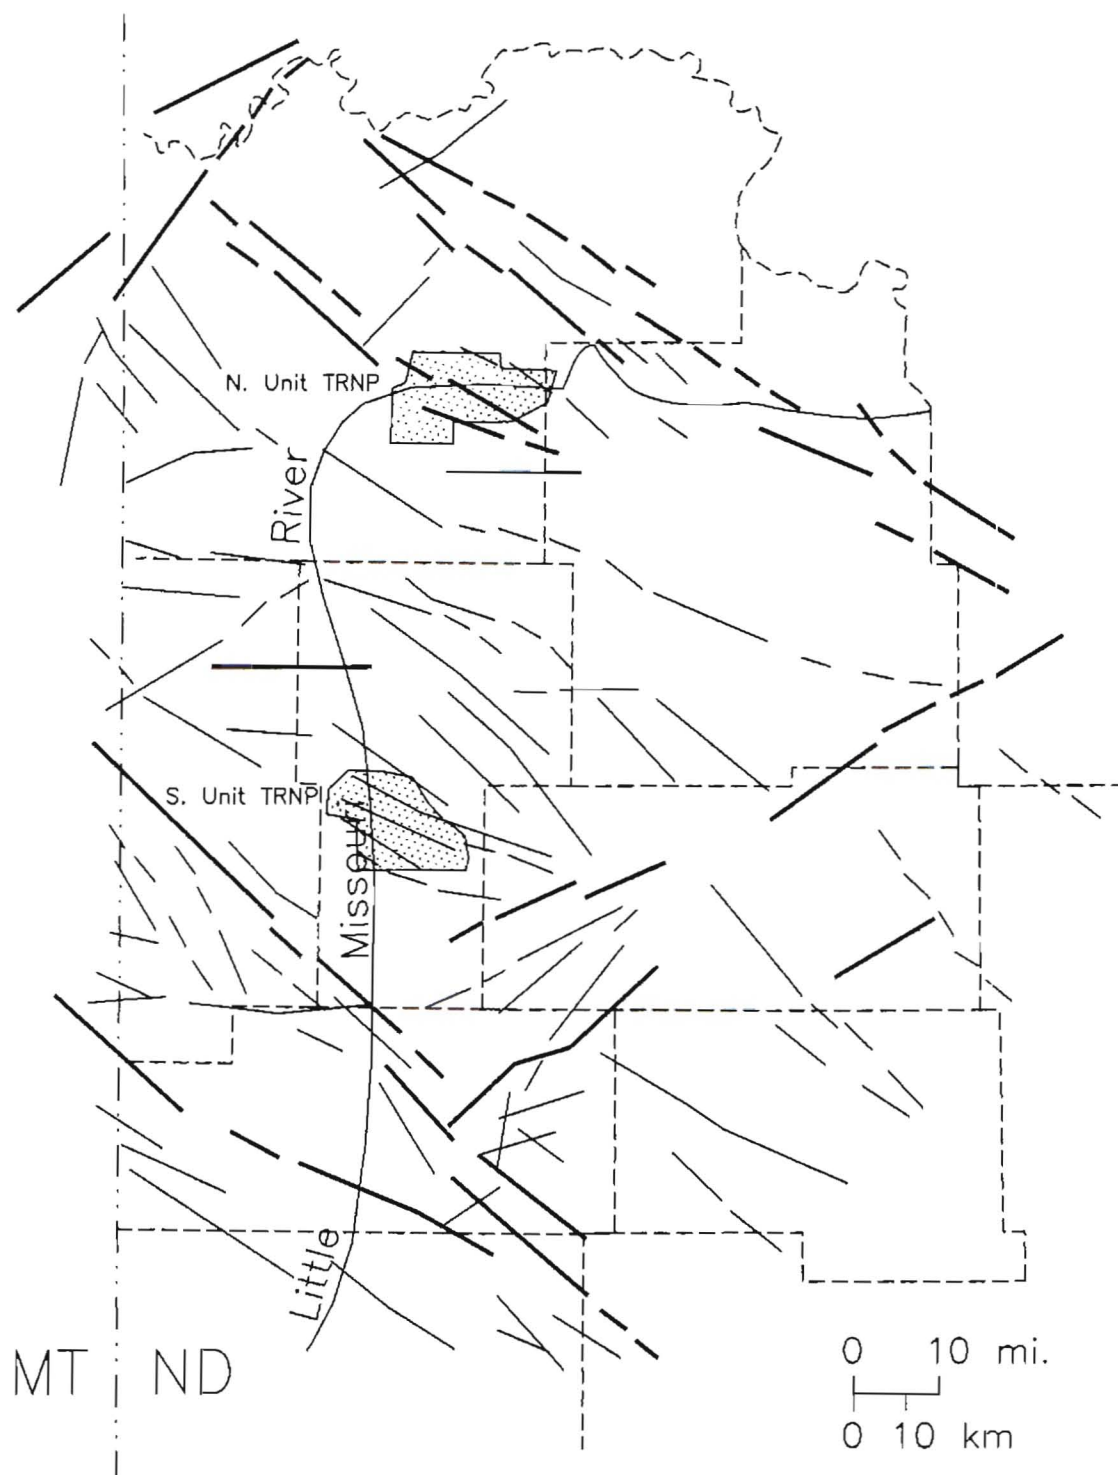 N. Unit TRNP
River
S. Unit TRNP
Missouri
Little
MT
ND
0 10 mi.
0 10 km